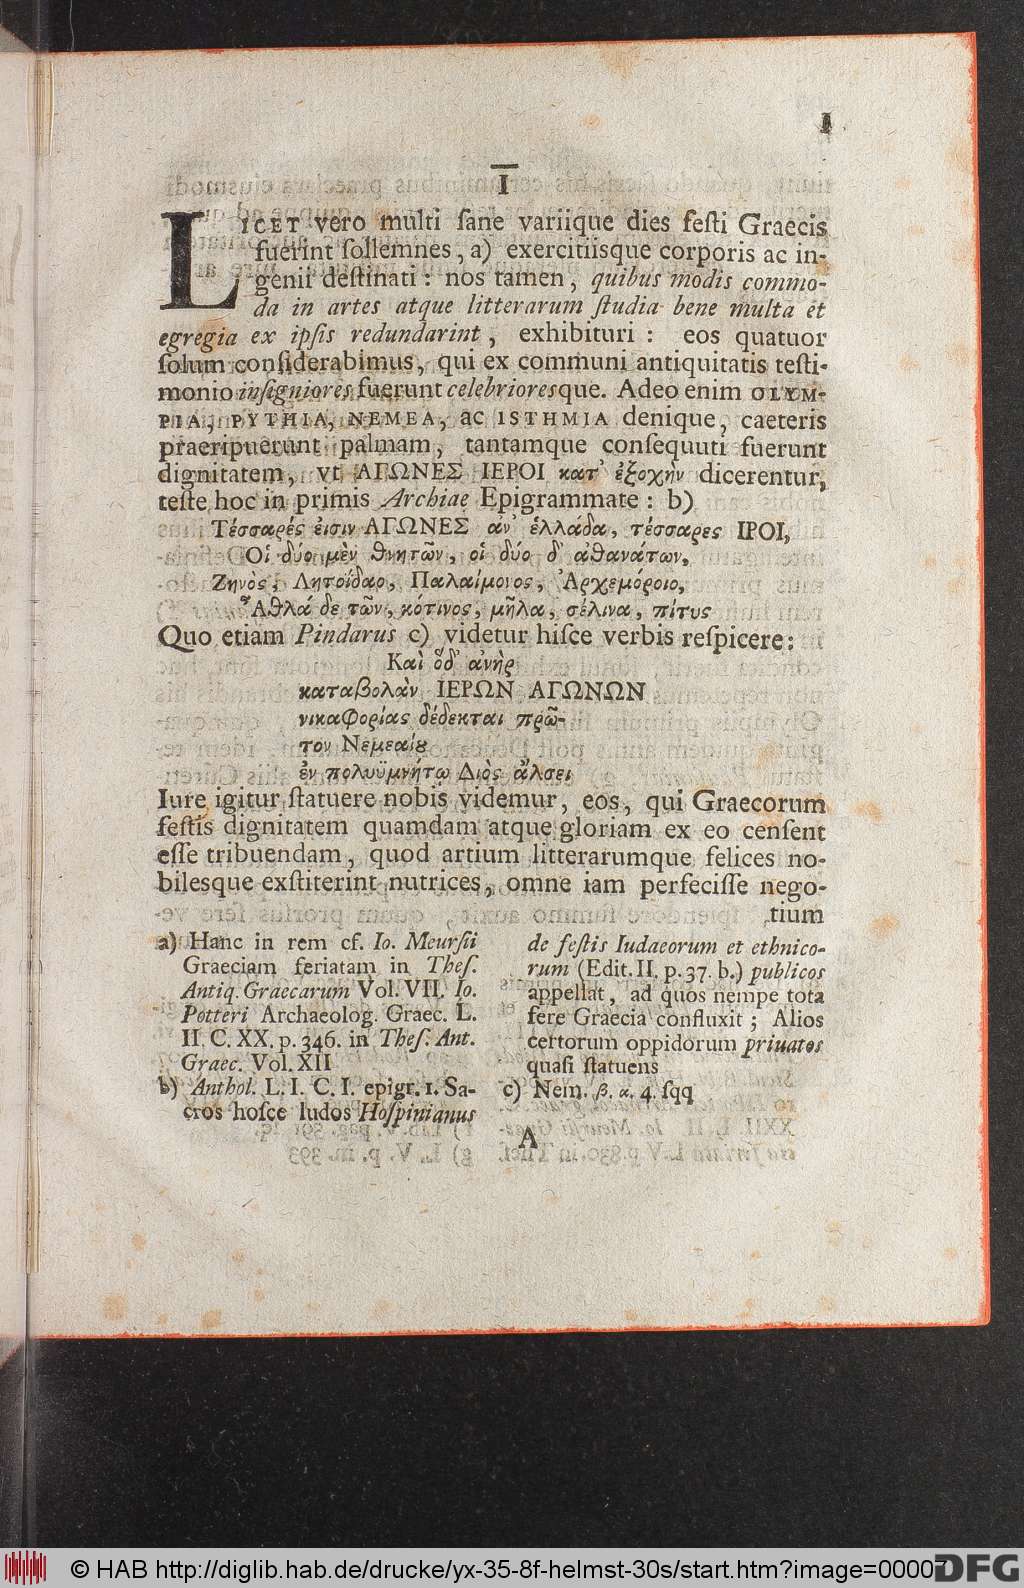 1
I
LICET vero multi ſane variique dies feſti Graecis
fuerint ſollemnes, a) exercitiisque corporis ac in-
genii deſtinati: nos tamen, quibus modis commo-
da in artes atque litterarum ſtudia bene multa et
egregia ex ipſis redundarint, exhibituri: eos quatuor
ſolum conſiderabimus, qui ex communi antiquitatis teſti-
monio inſigniores fuerunt celebrioresque. Adeo enim OLYM-
PIA, PYTHIA, NEMEA, ac ISTHMIA denique, caeteris
praeripuerunt palmam, tantamque conſequuti fuerunt
dignitatem, vt ΑΓΩΝΕΣ ΙΕΡΟΙ κατ' ἐξοχὴν dicerentur,
teſte hoc in primis Archiae Epigrammate: b)
Τέσσαρές ἐισιν ΑΓΩΝΕΣ ἀν' ἑλλάδα, τέσσαρες ΙΡΟΙ,
Οἱ δύο μὲν θνητῶν, οἱ δύο δ' ἀθανάτων,
Ζηνὸς, Λητοΐδαο, Παλαίμονος, Ἀρχεμόροιο,
Ἆθλά δε τῶν, κότινος, μῆλα, σέλινα, πίτυς
Quo etiam Pindarus c) videtur hiſce verbis reſpicere:
Καὶ ὅδ' ἀνὴρ
καταβολὰν ΙΕΡΩΝ ΑΓΩΝΩΝ
νικαφορίας δέδεκται πρῶ-
τον Νεμεαίȣ
ἐν πολυϋμνήτῳ Διὸς ἄλσει
Iure igitur ſtatuere nobis videmur, eos, qui Graecorum
feſtis dignitatem quamdam atque gloriam ex eo cenſent
eſſe tribuendam, quod artium litterarumque felices no-
bilesque exſtiterint nutrices, omne iam perfeciſſe nego-
tium
a) Hanc in rem cf. Io. Meurſii
Graeciam feriatam in Theſ.
Antiq. Graecarum Vol. VII. Io.
Potteri Archaeolog. Graec. L.
II. C. XX. p. 346. in Theſ. Ant.
Graec. Vol. XII
b) Anthol. L. I. C. I. epigr. 1. Sa-
cros hoſce ludos Hoſpinianus
de feſtis Iudaeorum et ethnico-
rum (Edit. II. p. 37. b.) publicos
appellat, ad quos nempe tota
fere Graecia confluxit; Alios
certorum oppidorum priuatos
quaſi ſtatuens
c) Nem. β. α. 4. ſqq
A
© HAB http://diglib.hab.de/drucke/yx-35-8f-helmst-30s/start.htm?image=00007
DFG